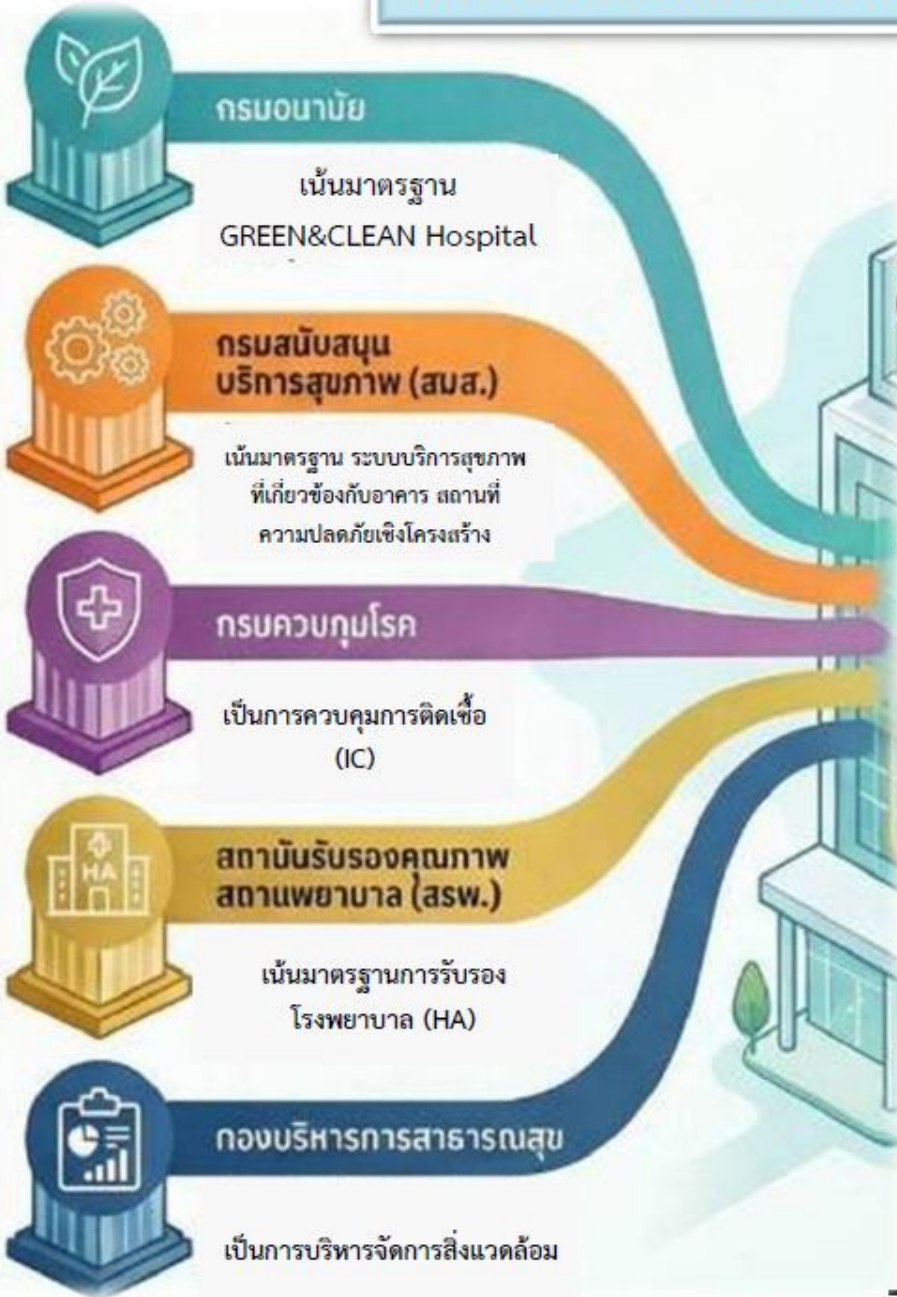 กรมอนามัย
เน้นมาตรฐาน
GREEN&CLEAN Hospital
กรมสนับสนุน
บริการสุขภาพ (สมส.)
เน้นมาตรฐาน ระบบบริการสุขภาพ
ที่เกี่ยวข้องกับอาคาร สถานที่
ความปลดภัยเชิงโครงสร้าง
กรบควบกุมโรค
เป็นการควบคุมการติดเชื้อ
(IC)
HA
สถานันรับรองคุณภาพ
สถานแพยาบาล (สรพ.)
เน้นมาตรฐานการรับรอง
โรงพยาบาล (HA)
กองบริหารการสาธารณสุข
เป็นการบริหารจัดการสิ่งแวดล้อม